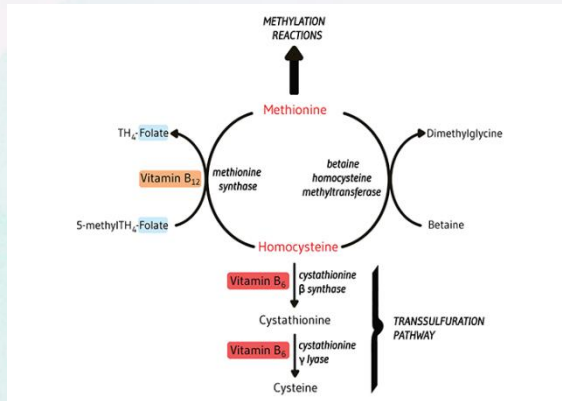 METHYLATION
REACTIONS
Methionine
TH₄-Folate
Dimethylglycine
methionine
synthase
betaine
homocysteine
methyltransferase
Vitamin B₁₂
5-methylTH₄-Folate
Betaine
Homocysteine
Vitamin B₆
cystathionine
β synthase
Cystathionine
TRANSSULFURATION
PATHWAY
Vitamin B₆
cystathionine
γ lyase
Cysteine